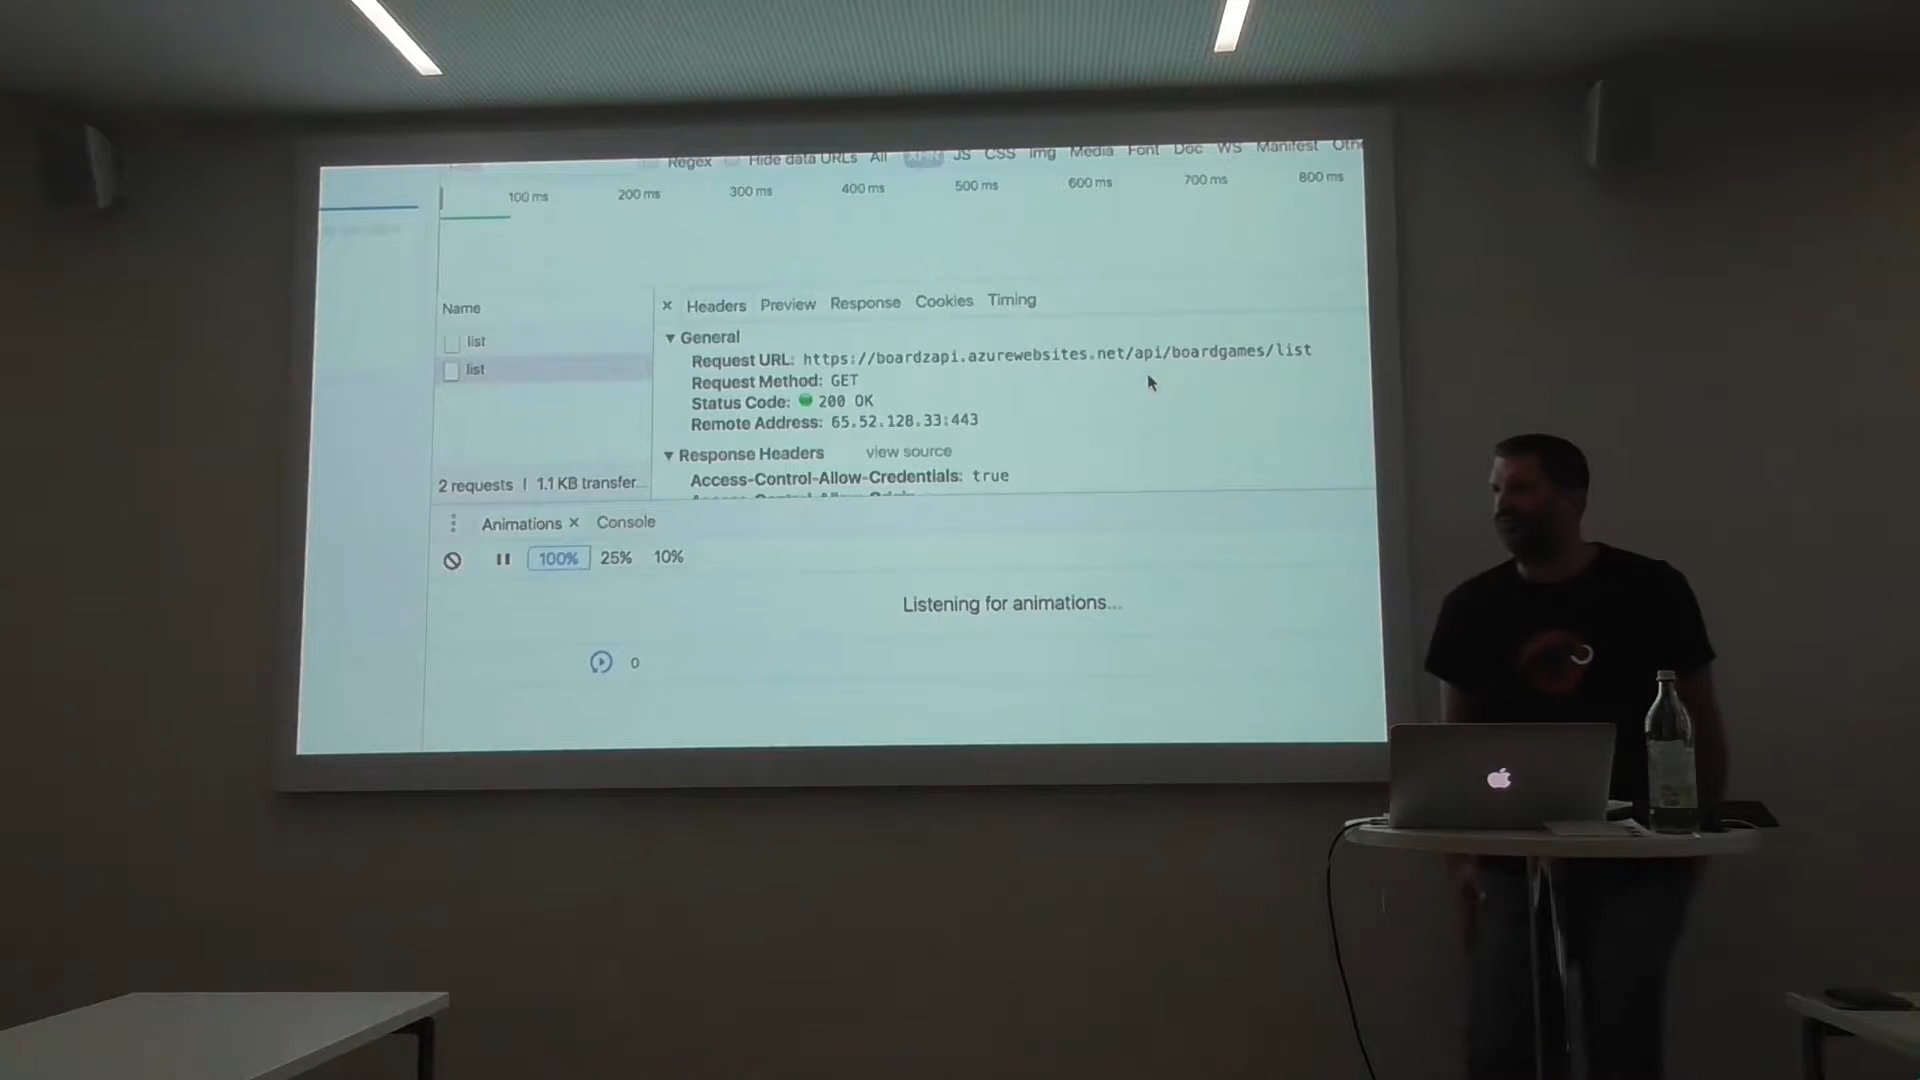 Regex Hide data URLs All XHR JS CSS Img Media Font Doc WS Manifest
100 ms 200 ms 300 ms 400 ms 500 ms 600 ms 700 ms 800 ms
Name
list
list
2 requests | 1.1 KB transfer...
× Headers Preview Response Cookies Timing
▼ General
Request URL: https://boardzapi.azurewebsites.net/api/boardgames/list
Request Method: GET
Status Code: 200 OK
Remote Address: 65.52.128.33:443
▼ Response Headers view source
Access-Control-Allow-Credentials: true
Animations × Console
100% 25% 10%
Listening for animations...
0